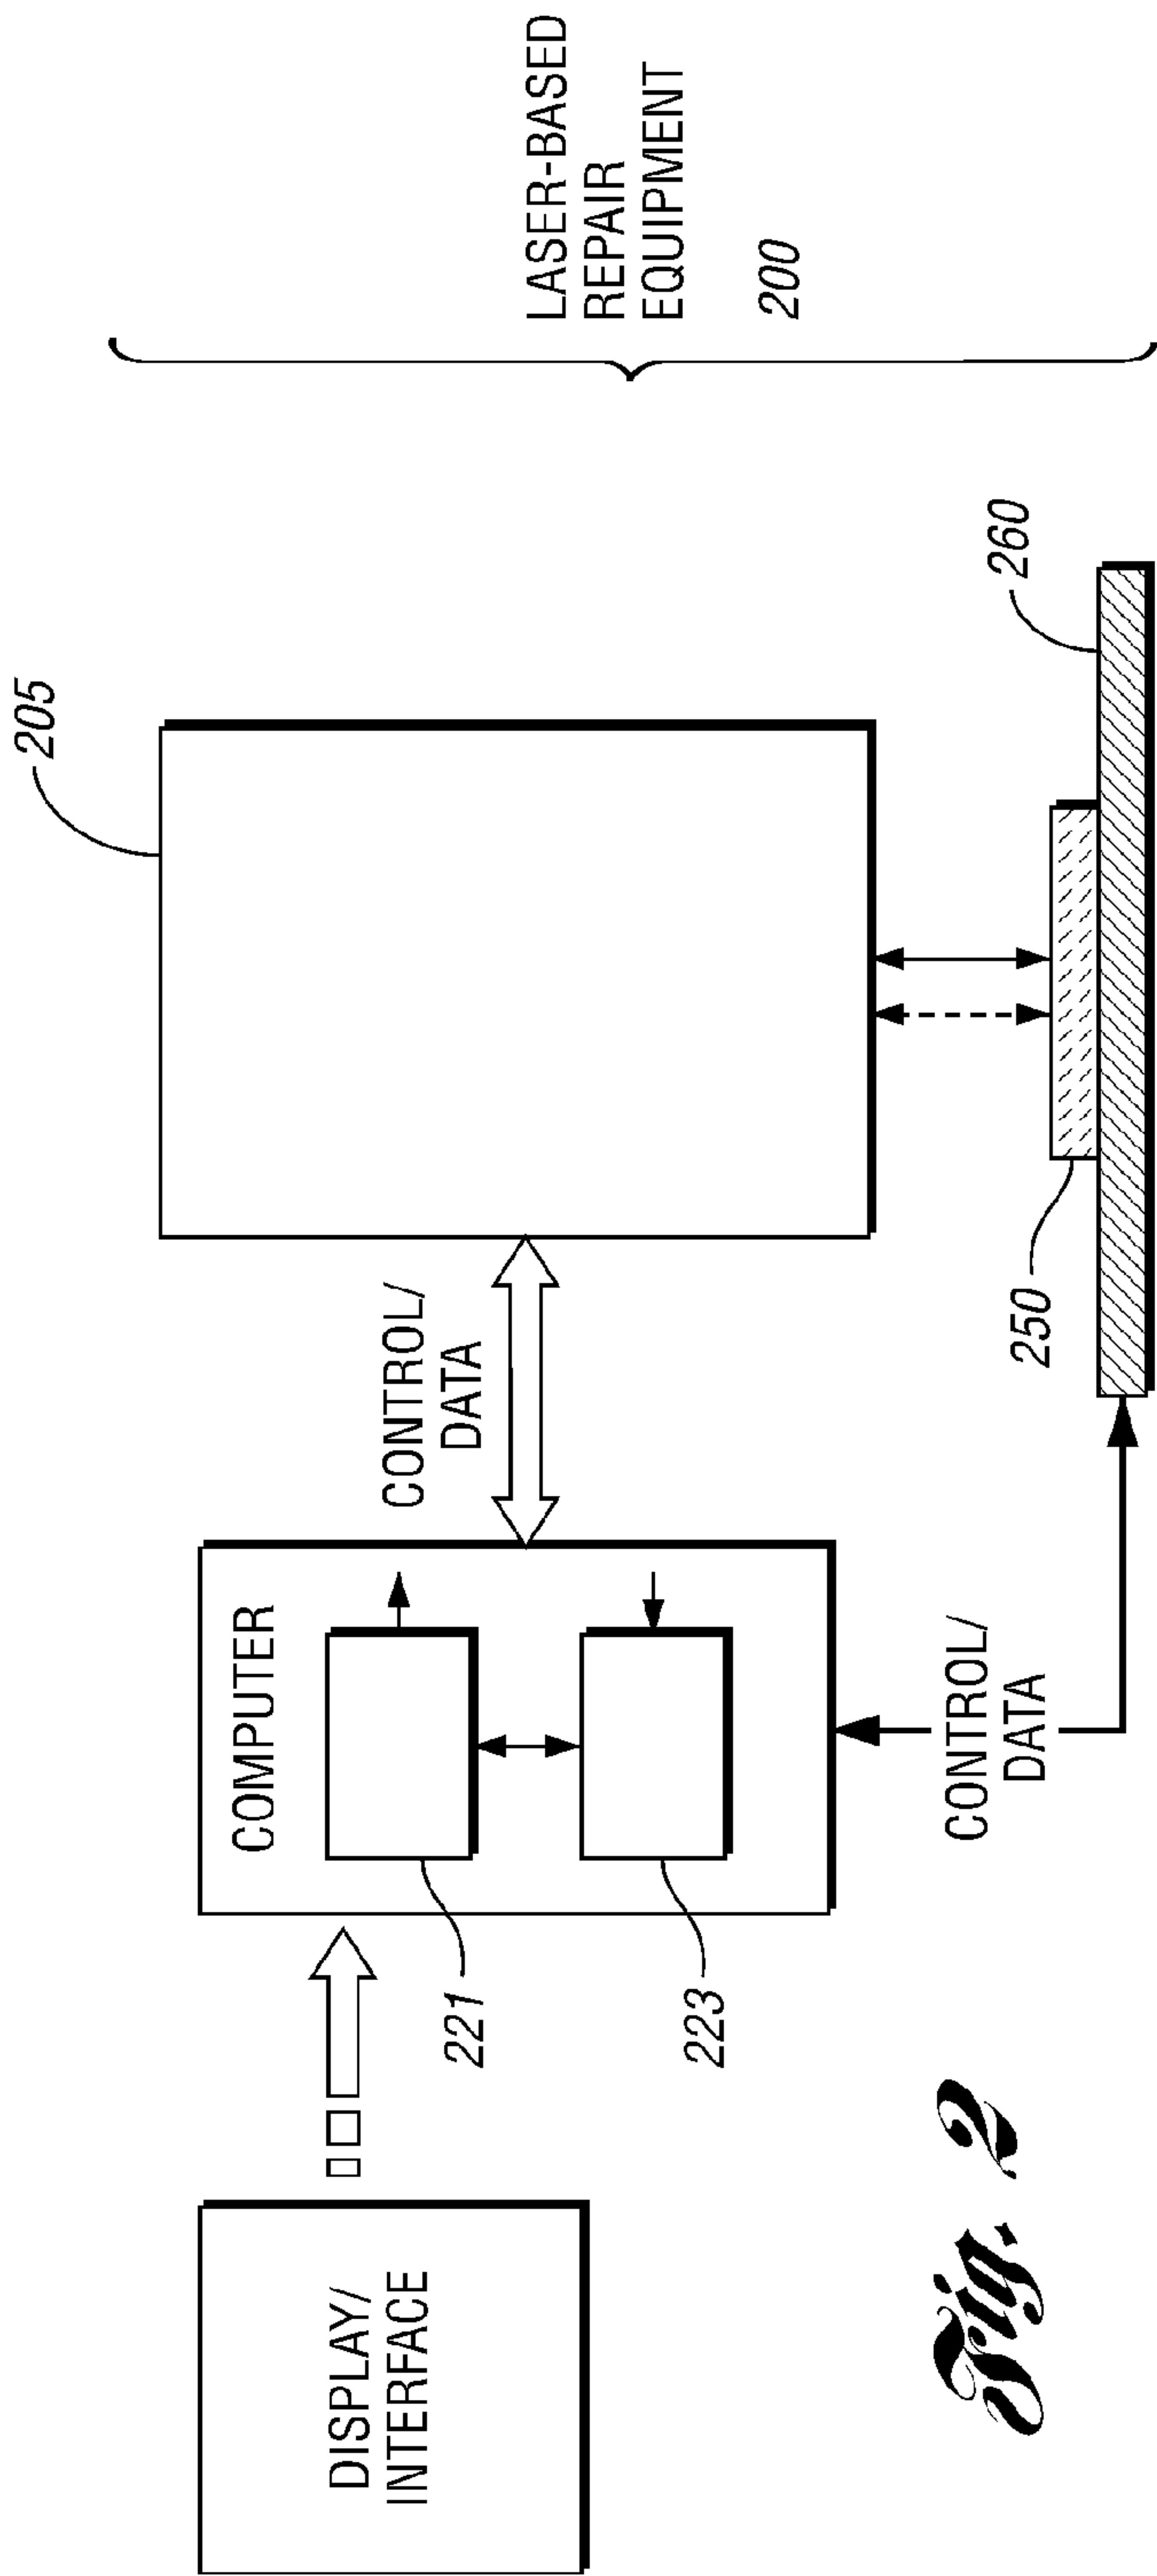 205
LASER-BASED
REPAIR
EQUIPMENT
200
CONTROL/
DATA
COMPUTER
DISPLAY/
INTERFACE
221
223
260
250
CONTROL/
DATA
Fig. 2